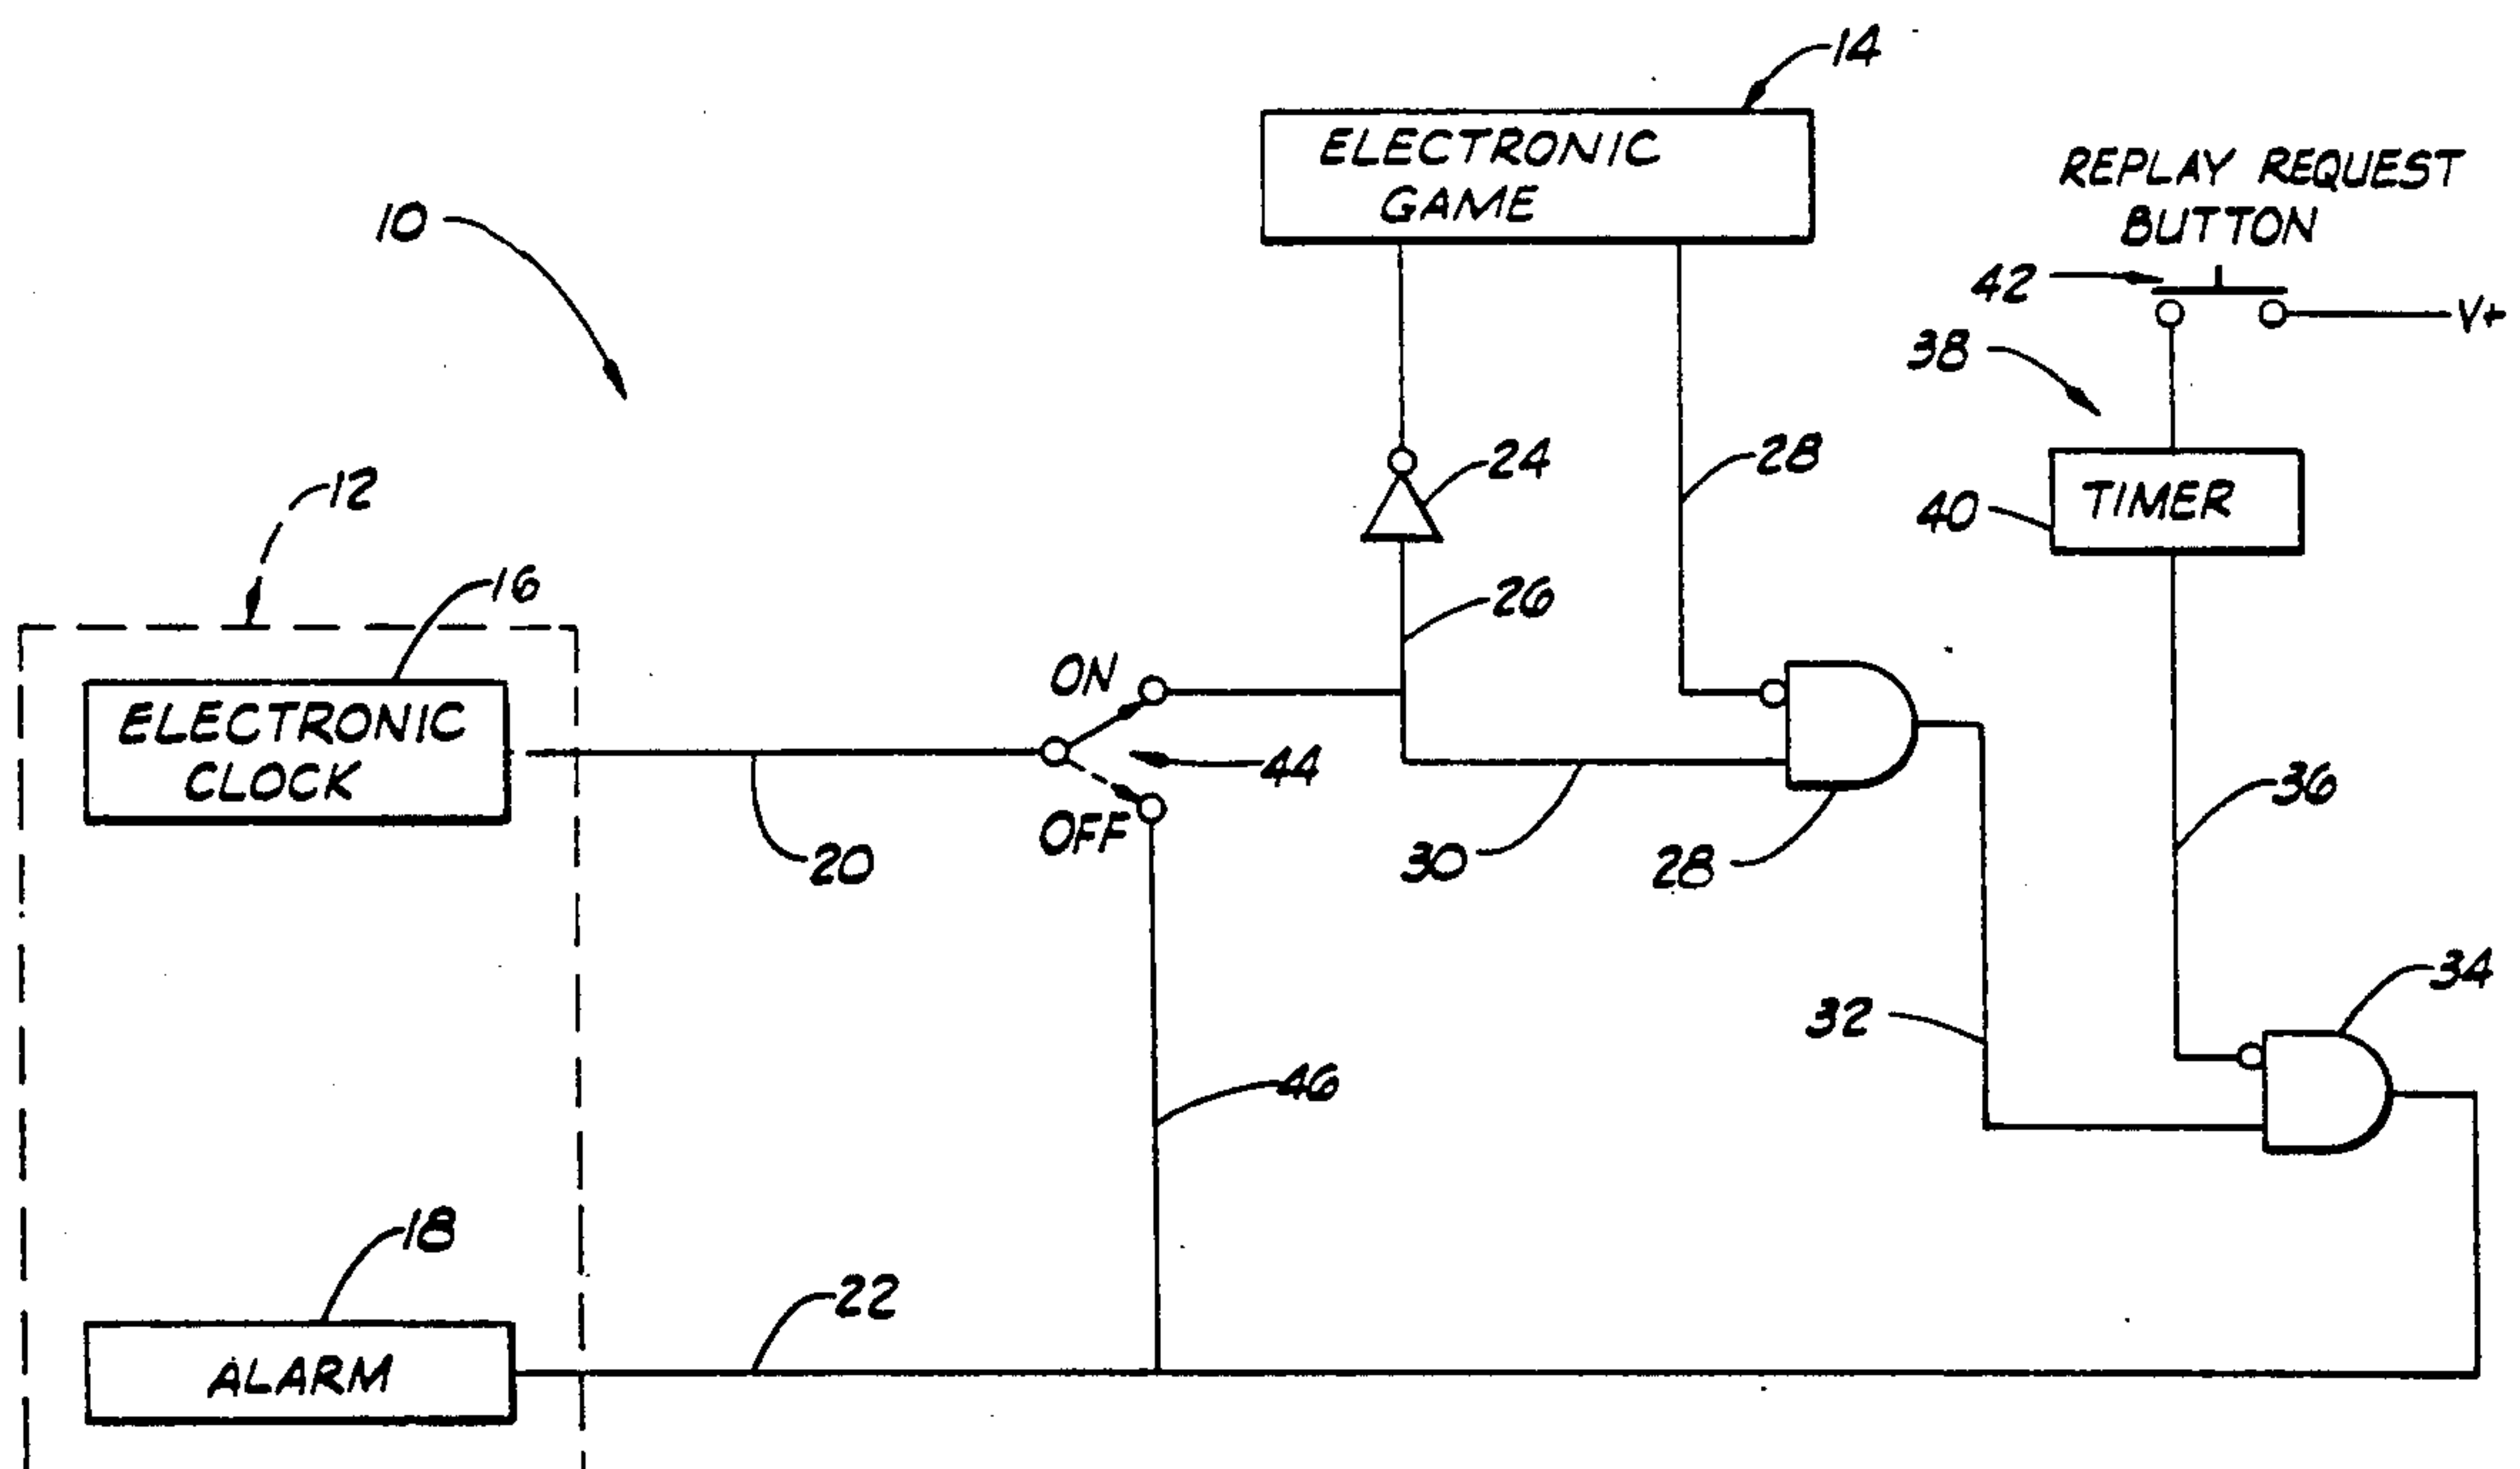 14
ELECTRONIC
GAME
REPLAY REQUEST
BUTTON
10
42
V+
38
24
28
12
40
TIMER
16
26
ON
ELECTRONIC
CLOCK
44
OFF
36
20
30
28
34
32
46
18
22
ALARM